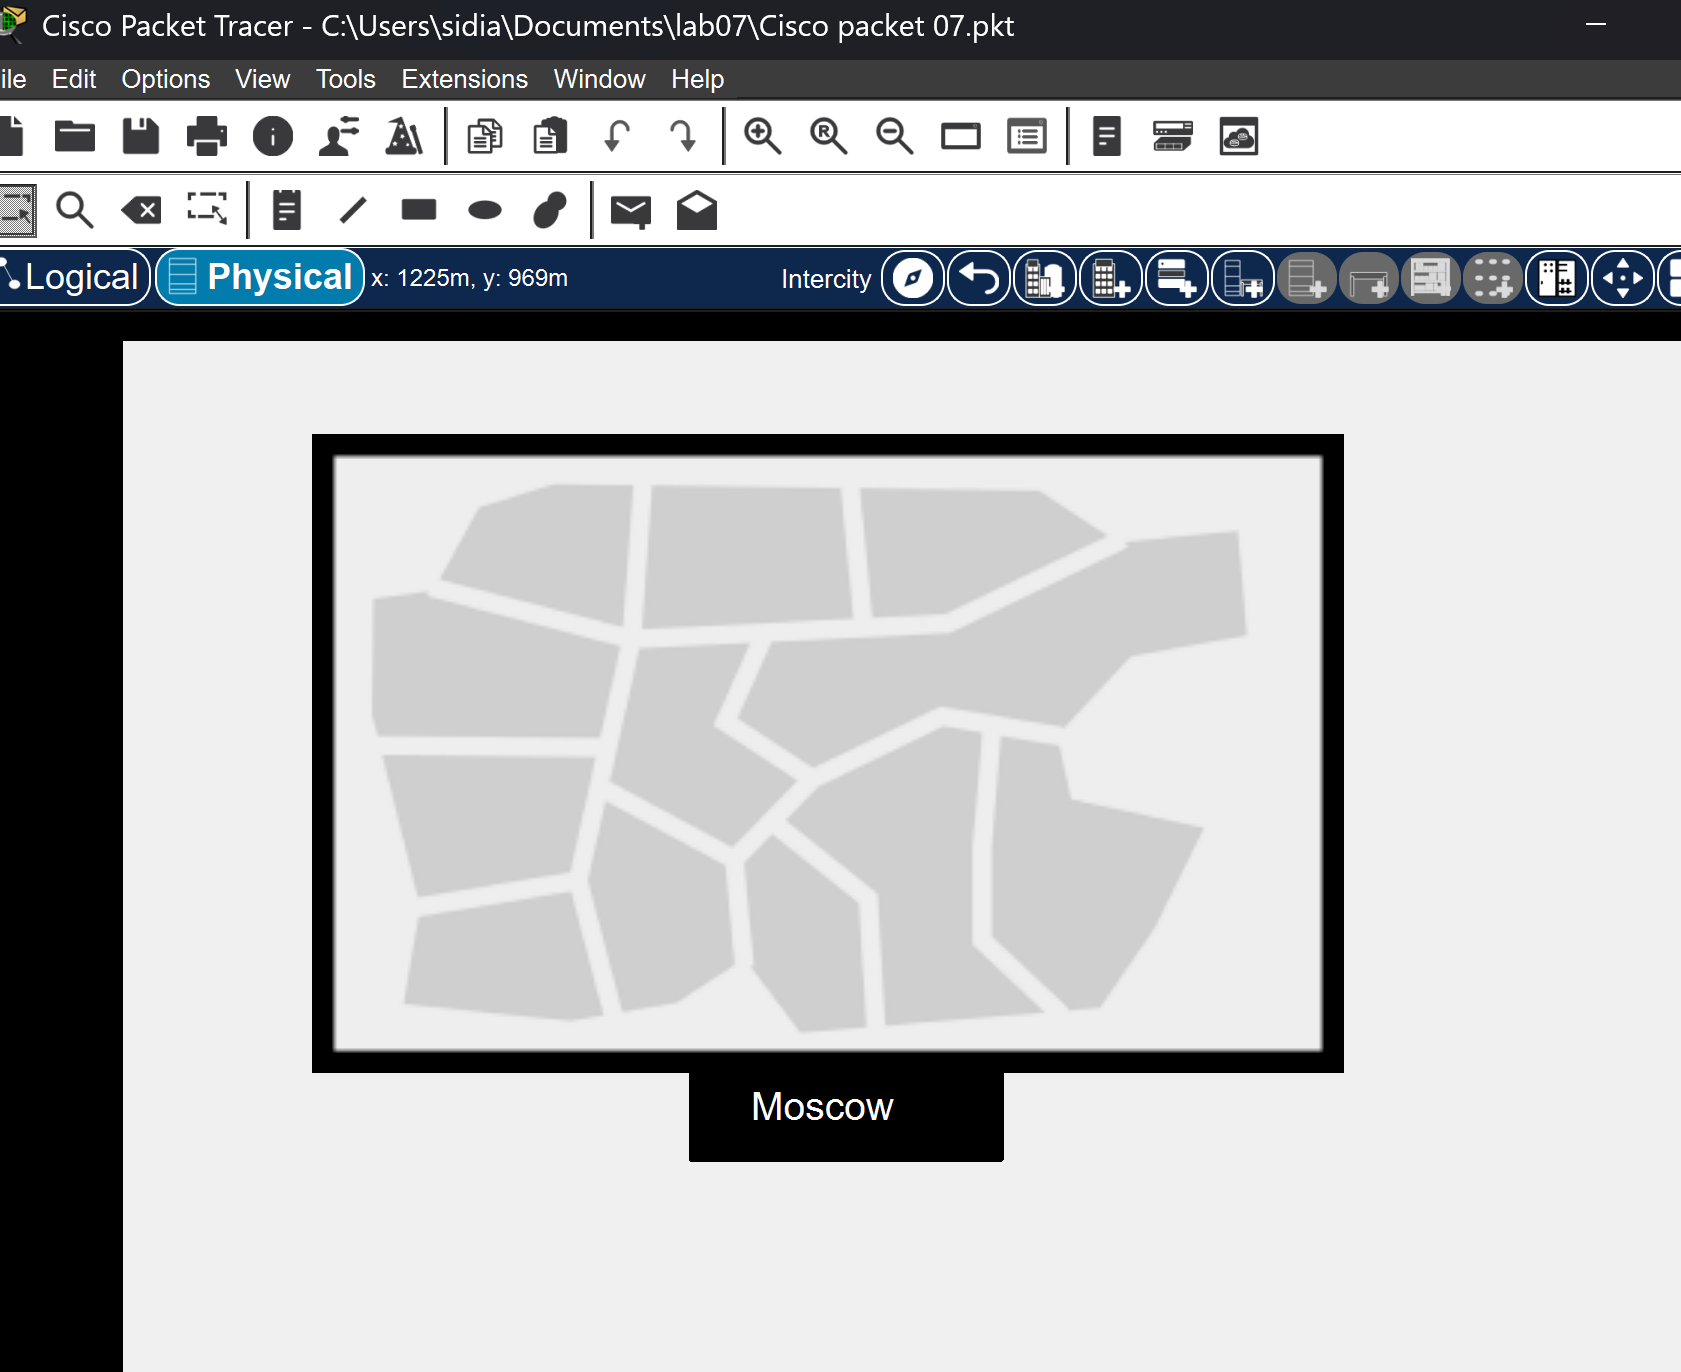 Cisco Packet Tracer - C:\Users\sidia\Documents\lab07\Cisco packet 07.pkt
ile Edit Options View Tools Extensions Window Help
Logical Physical x: 1225m, y: 969m Intercity
Moscow